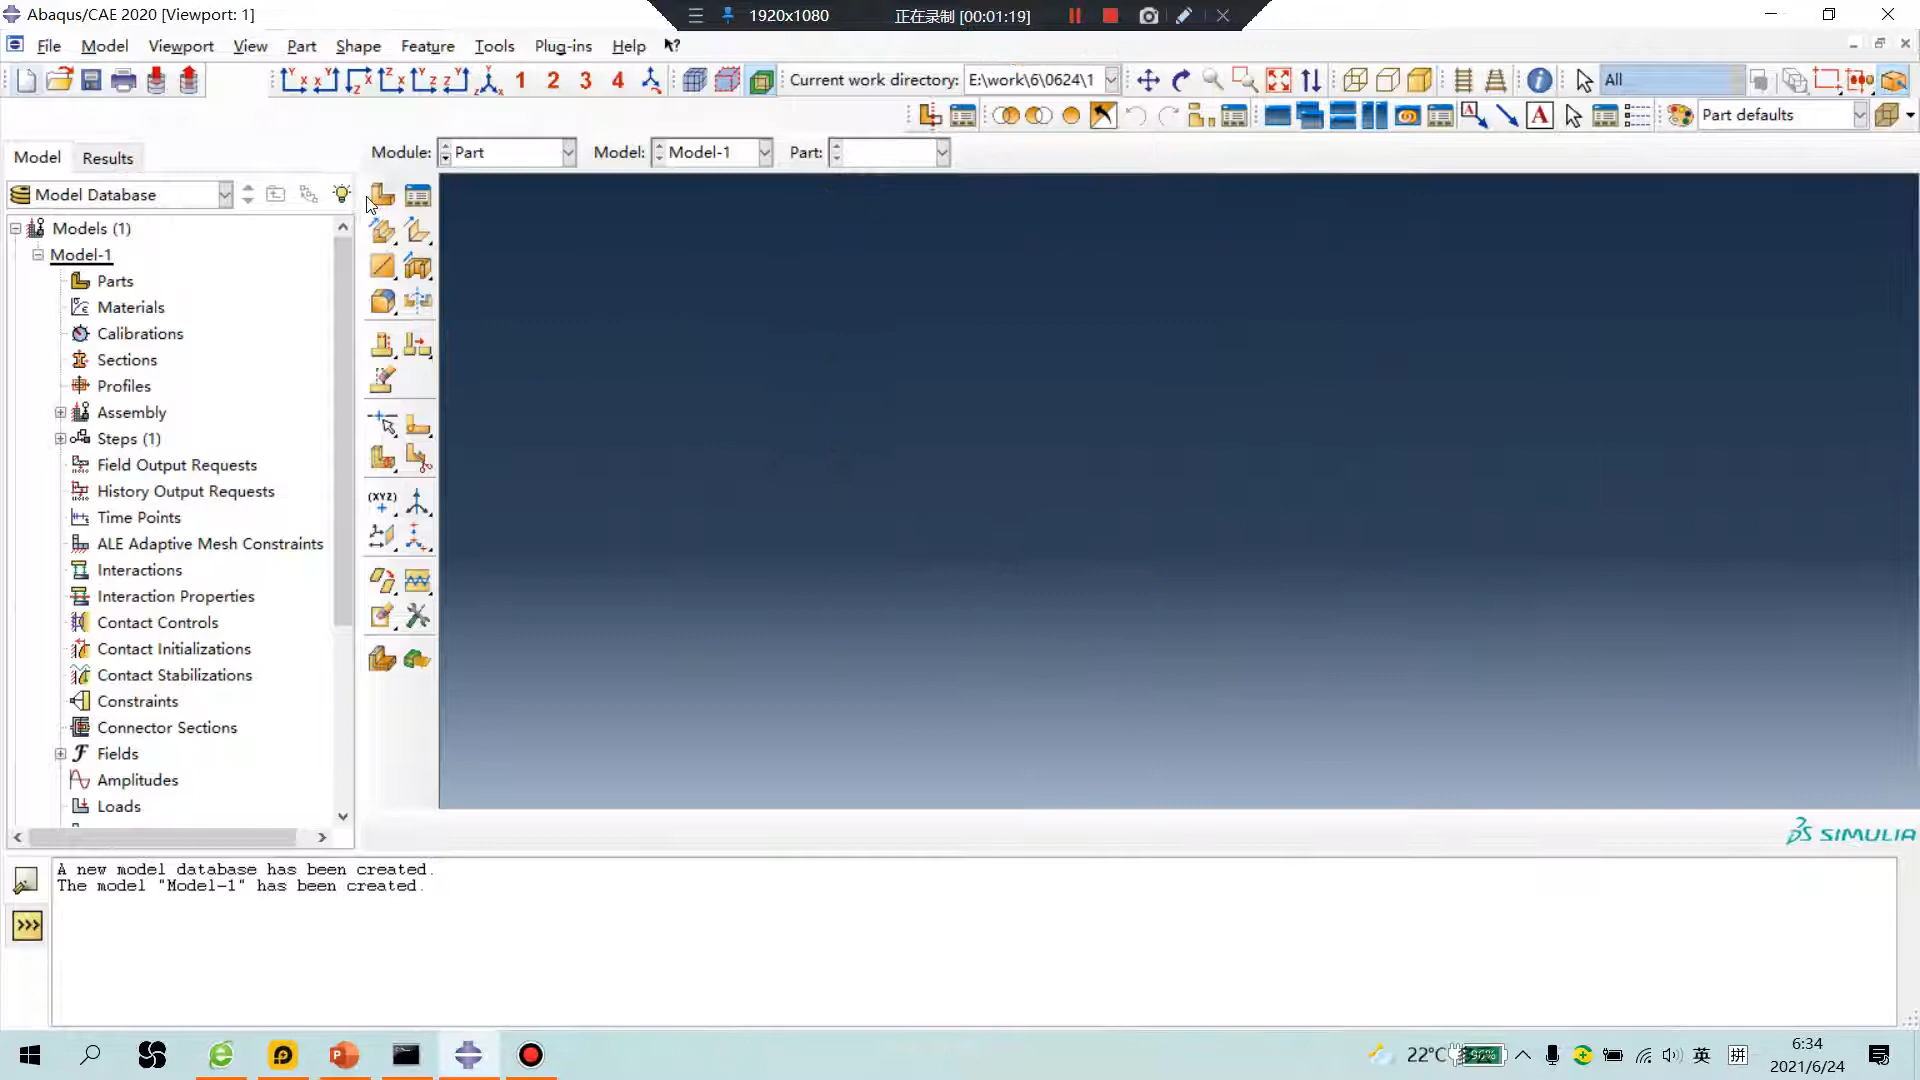 Abaqus/CAE 2020 [Viewport: 1]
1920x1080 正在录制 [00:01:19]
File Model Viewport View Part Shape Feature Tools Plug-ins Help
1 2 3 4 Current work directory: E:\work\6\0624\1 All
Part defaults
Module: Part Model: Model-1 Part:
Model Results
Model Database
Models (1)
Model-1
Parts
Materials
Calibrations
Sections
Profiles
Assembly
Steps (1)
Field Output Requests
History Output Requests
Time Points
ALE Adaptive Mesh Constraints
Interactions
Interaction Properties
Contact Controls
Contact Initializations
Contact Stabilizations
Constraints
Connector Sections
Fields
Amplitudes
Loads
(XYZ)
SIMULIA
A new model database has been created.
The model "Model-1" has been created.
>>>
22°C
英
拼
6:34
2021/6/24